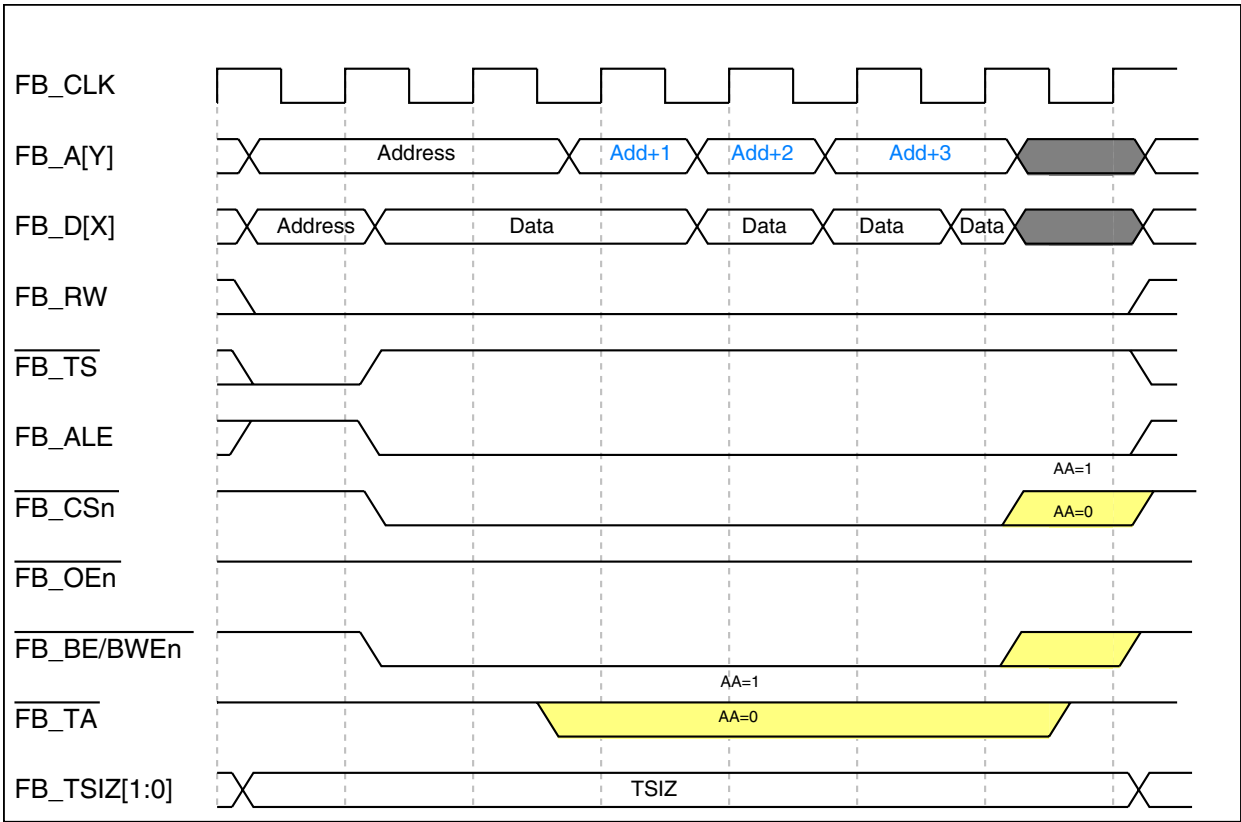 FB_CLK
FB_A[Y] Address Add+1 Add+2 Add+3
FB_D[X] Address Data Data Data Data
FB_RW
FB_TS
FB_ALE
AA=1
FB_CSn AA=0
FB_OEn
FB_BE/BWEn
AA=1
FB_TA AA=0
FB_TSIZ[1:0] TSIZ